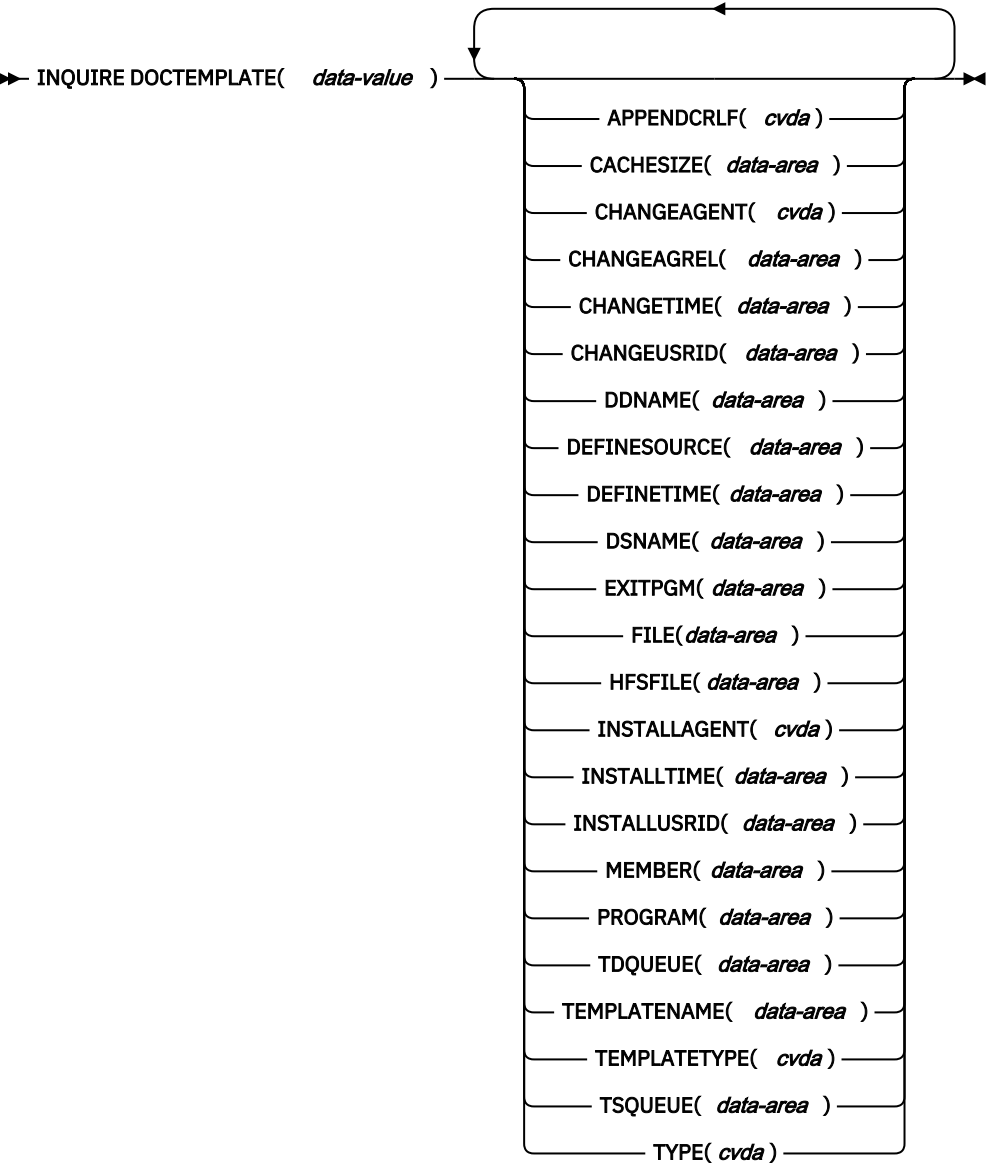 INQUIRE DOCTEMPLATE( data-value )
APPENDCRLF( cvda )
CACHESIZE( data-area )
CHANGEAGENT( cvda )
CHANGEAGREL( data-area )
CHANGETIME( data-area )
CHANGEUSRID( data-area )
DDNAME( data-area )
DEFINESOURCE( data-area )
DEFINETIME( data-area )
DSNAME( data-area )
EXITPGM( data-area )
FILE( data-area )
HFSFILE( data-area )
INSTALLAGENT( cvda )
INSTALLTIME( data-area )
INSTALLUSRID( data-area )
MEMBER( data-area )
PROGRAM( data-area )
TDQUEUE( data-area )
TEMPLATENAME( data-area )
TEMPLATETYPE( cvda )
TSQUEUE( data-area )
TYPE( cvda )